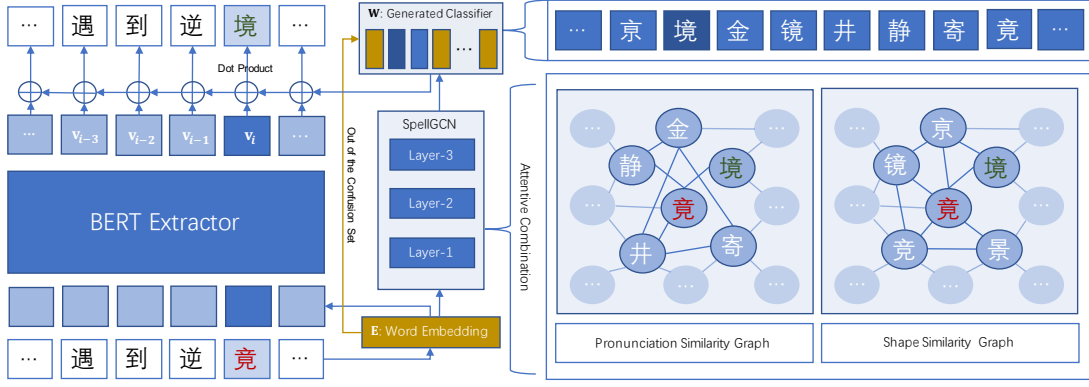 … 遇 到 逆 境 …
Dot Product
… v_{i−3} v_{i−2} v_{i−1} v_i …
BERT Extractor
… 遇 到 逆 竟 …
W: Generated Classifier
…
Out of the Confusion Set
SpellGCN
Layer-3
Layer-2
Layer-1
E: Word Embedding
Attentive Combination
… 亰 境 金 镜 井 静 寄 竟 …
… 金 …
静 境
… 竟 …
井 寄
… … …
Pronunciation Similarity Graph
… 亰 …
镜 境
… 竟 …
竞 景
… … …
Shape Similarity Graph